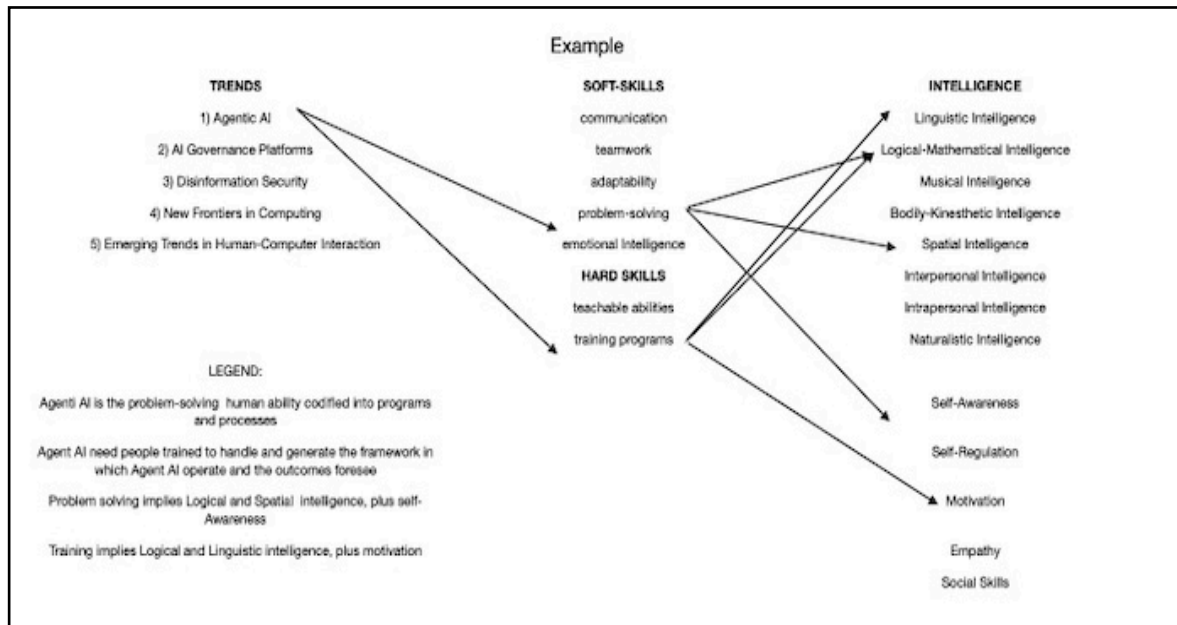 Example
TRENDS
1) Agentic AI
2) AI Governance Platforms
3) Disinformation Security
4) New Frontiers in Computing
5) Emerging Trends in Human-Computer Interaction
LEGEND:
Agenti AI is the problem-solving human ability codified into programs
and processes
Agent AI need people trained to handle and generate the framework in
which Agent AI operate and the outcomes foresee
Problem solving implies Logical and Spatial Intelligence, plus self-
Awareness
Training implies Logical and Linguistic intelligence, plus motivation
SOFT-SKILLS
communication
teamwork
adaptability
problem-solving
emotional Intelligence
HARD SKILLS
teachable abilities
training programs
INTELLIGENCE
Linguistic Intelligence
Logical-Mathematical Intelligence
Musical Intelligence
Bodily-Kinesthetic Intelligence
Spatial Intelligence
Interpersonal Intelligence
Intrapersonal Intelligence
Naturalistic Intelligence
Self-Awareness
Self-Regulation
Motivation
Empathy
Social Skills